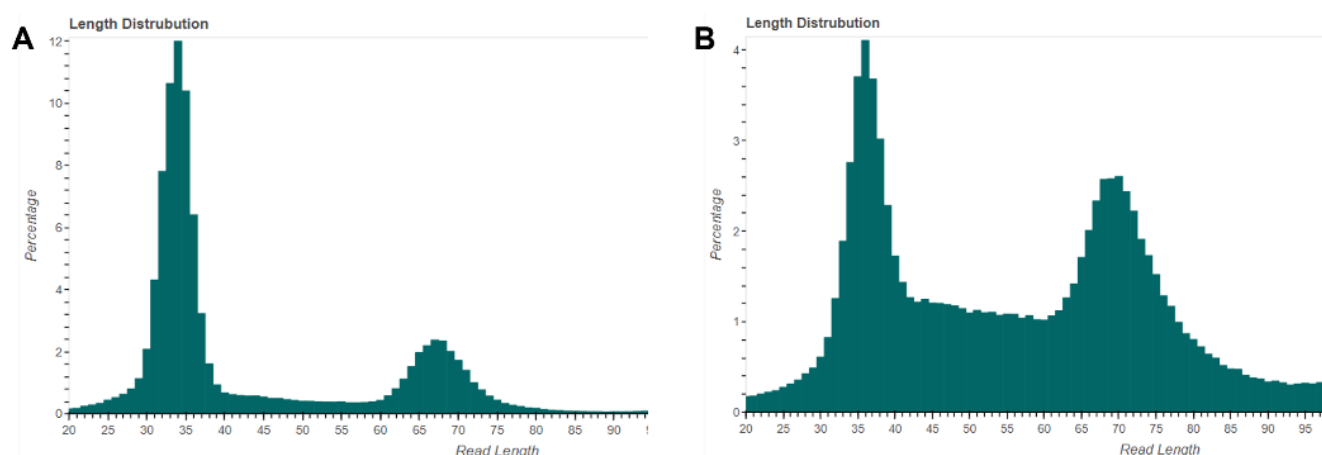 A
Length Distrubution
12
10
8
6
4
2
0
Percentage
20 25 30 35 40 45 50 55 60 65 70 75 80 85 90
Read Length
B
Length Distrubution
4
3
2
1
0
Percentage
20 25 30 35 40 45 50 55 60 65 70 75 80 85 90 95
Read Length